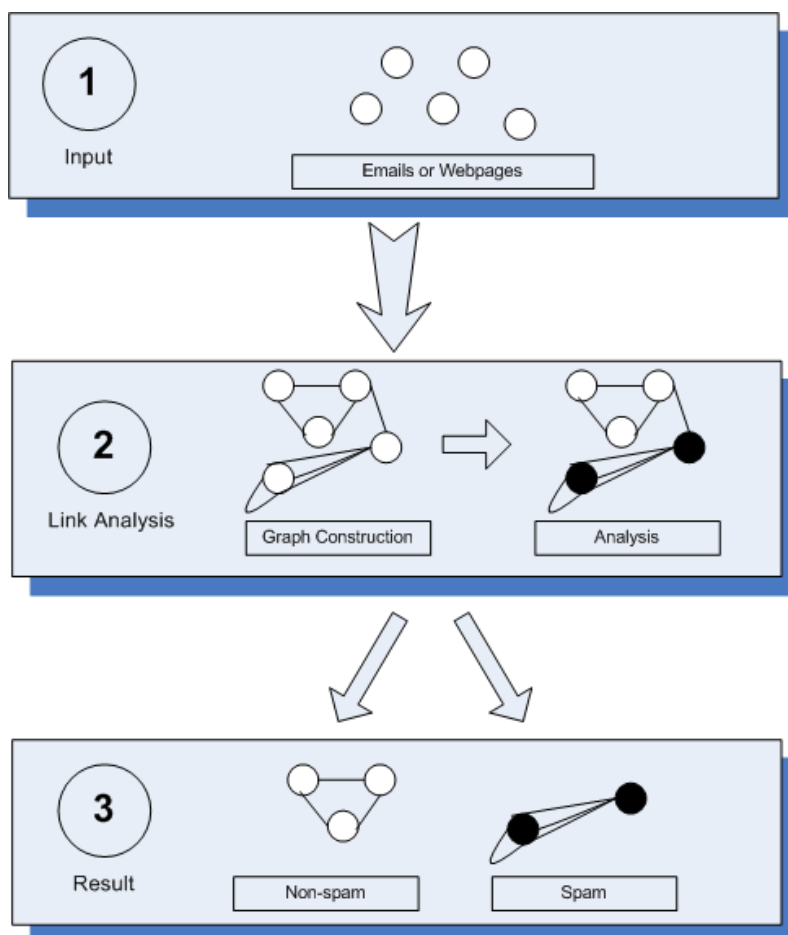 1
Input
Emails or Webpages
2
Link Analysis
Graph Construction
Analysis
3
Result
Non-spam
Spam